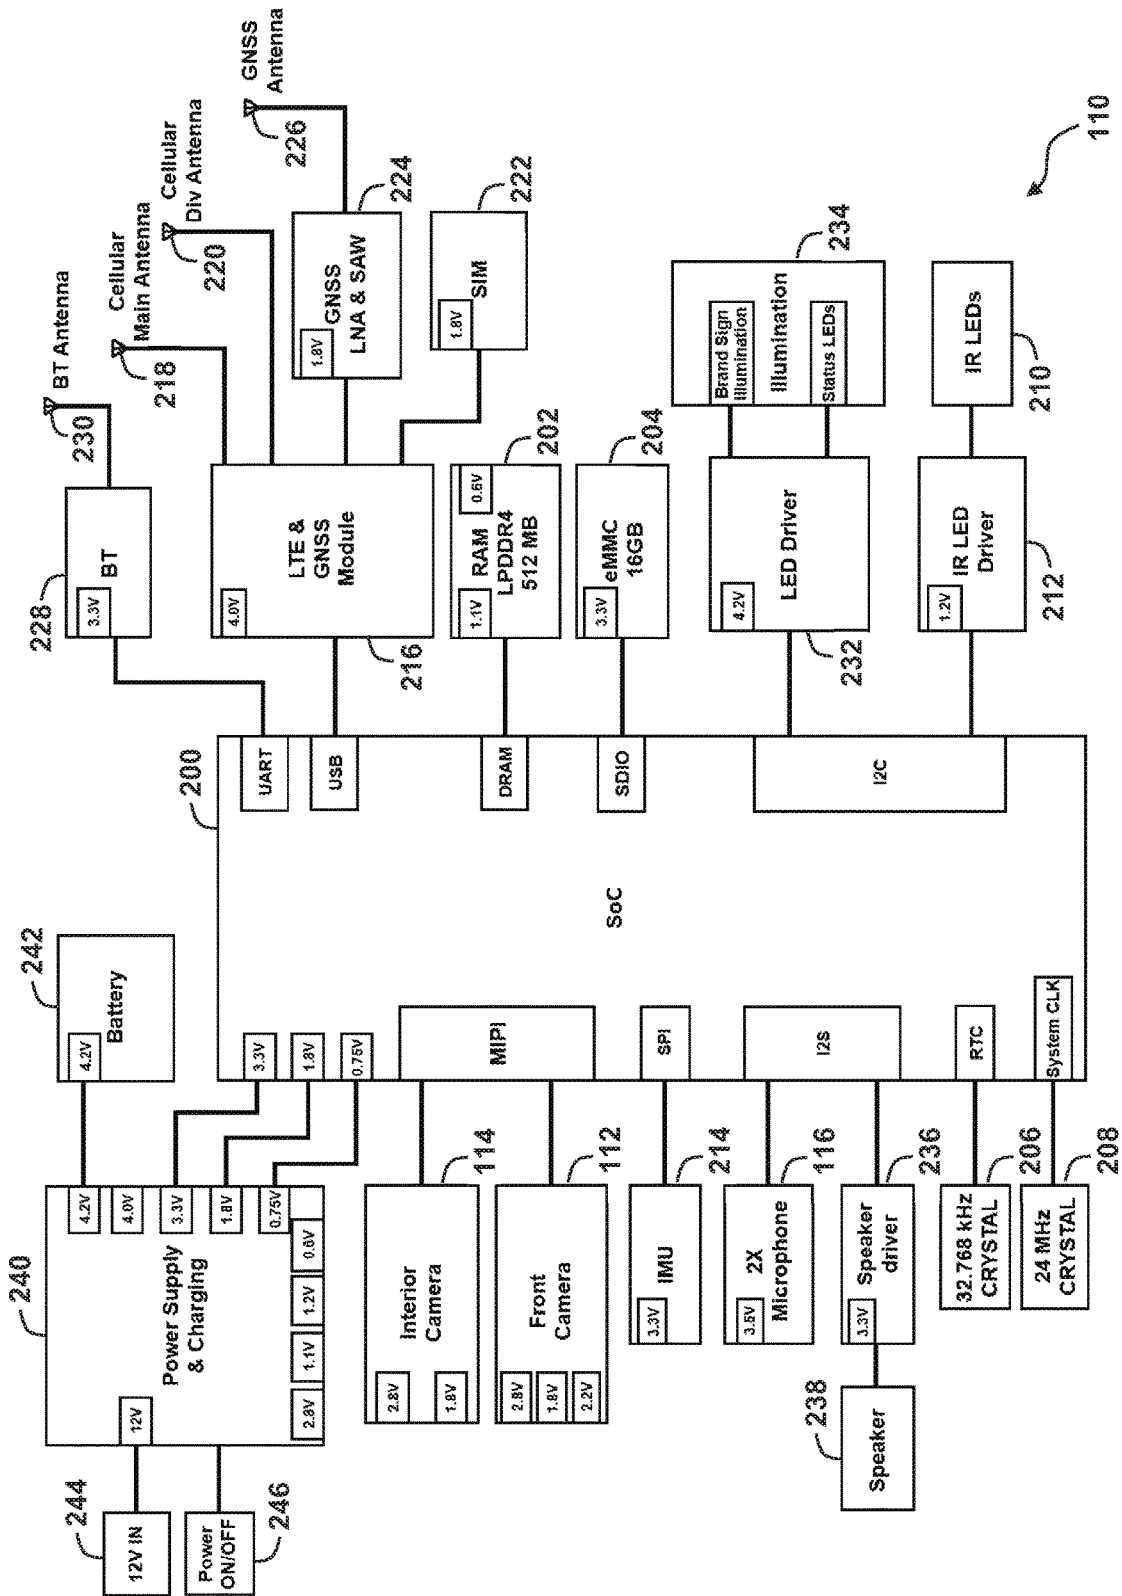 244
12V IN
Power
ON/OFF
246
240
12V
Power Supply
& Charging
4.2V
4.0V
3.3V
1.8V
0.75V
2.8V
1.1V
1.2V
0.6V
242
4.2V
Battery
114
Interior
Camera
2.8V
1.8V
112
Front
Camera
2.8V
1.8V
2.2V
214
IMU
3.3V
116
2X
Microphone
3.5V
236
Speaker
driver
3.3V
238
Speaker
206
32.768 kHz
CRYSTAL
208
24 MHz
CRYSTAL
200
SoC
3.3V
1.8V
0.75V
MIPI
SPI
I2S
RTC
System CLK
UART
USB
DRAM
SDIO
I2C
228
3.3V
BT
230
BT Antenna
216
4.0V
LTE &
GNSS
Module
218
Cellular
Main Antenna
220
Cellular
Div Antenna
224
1.8V
GNSS
LNA & SAW
226
GNSS
Antenna
222
1.8V
SIM
202
1.1V
RAM
LPDDR4
512 MB
0.6V
204
3.3V
eMMC
16GB
232
4.2V
LED Driver
234
Brand Sign
Illumination
Illumination
Status LEDs
212
1.2V
IR LED
Driver
210
IR LEDs
110